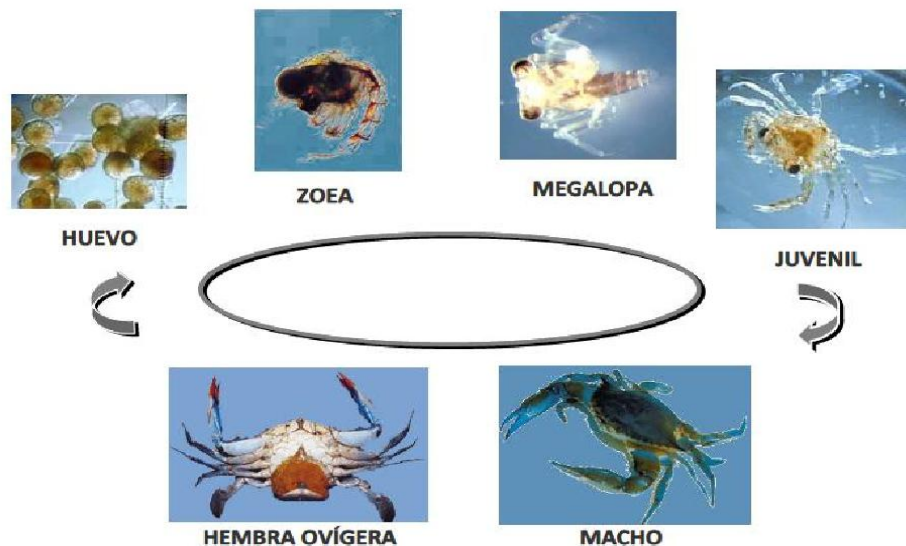 ZOEA
MEGALOPA
HUEVO
JUVENIL
HEMBRA OVÍGERA
MACHO